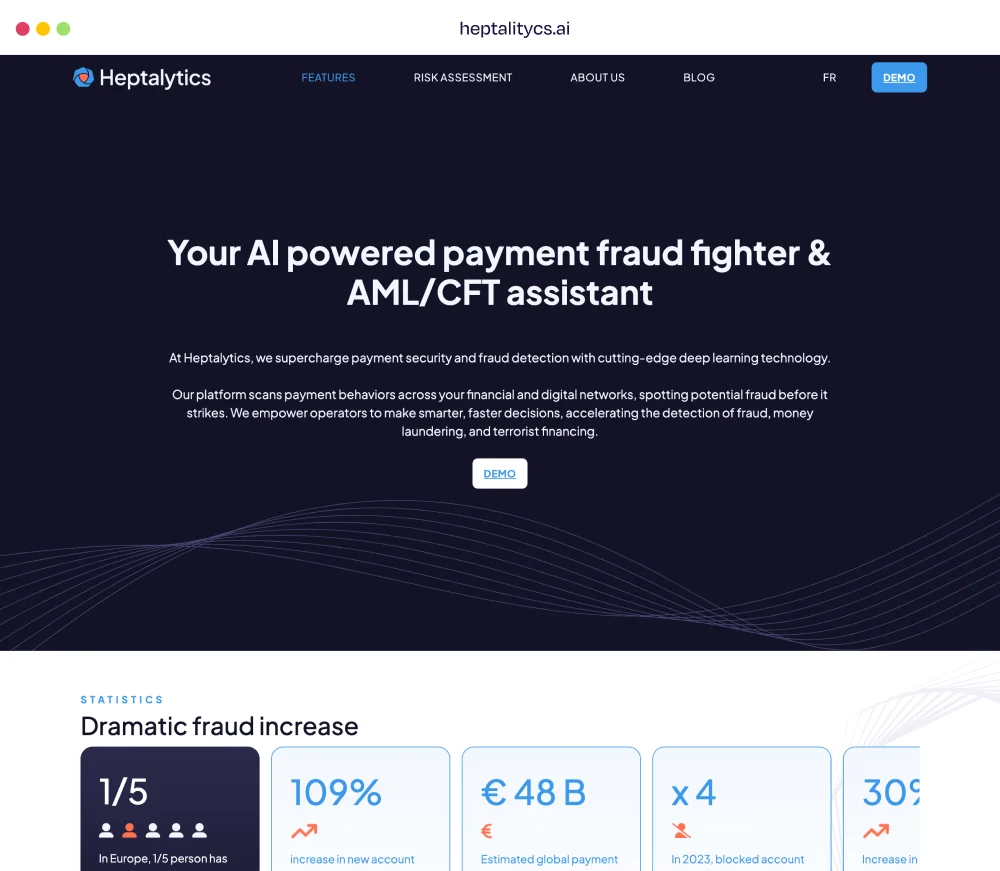 heptalitycs.ai
Heptalytics
FEATURES
RISK ASSESSMENT
ABOUT US
BLOG
FR
DEMO
Your AI powered payment fraud fighter &
AML/CFT assistant
At Heptalytics, we supercharge payment security and fraud detection with cutting-edge deep learning technology.
Our platform scans payment behaviors across your financial and digital networks, spotting potential fraud before it
strikes. We empower operators to make smarter, faster decisions, accelerating the detection of fraud, money
laundering, and terrorist financing.
DEMO
STATISTICS
Dramatic fraud increase
1/5
In Europe, 1/5 person has
109%
increase in new account
€ 48 B
€
Estimated global payment
x 4
In 2023, blocked account
30%
Increase in